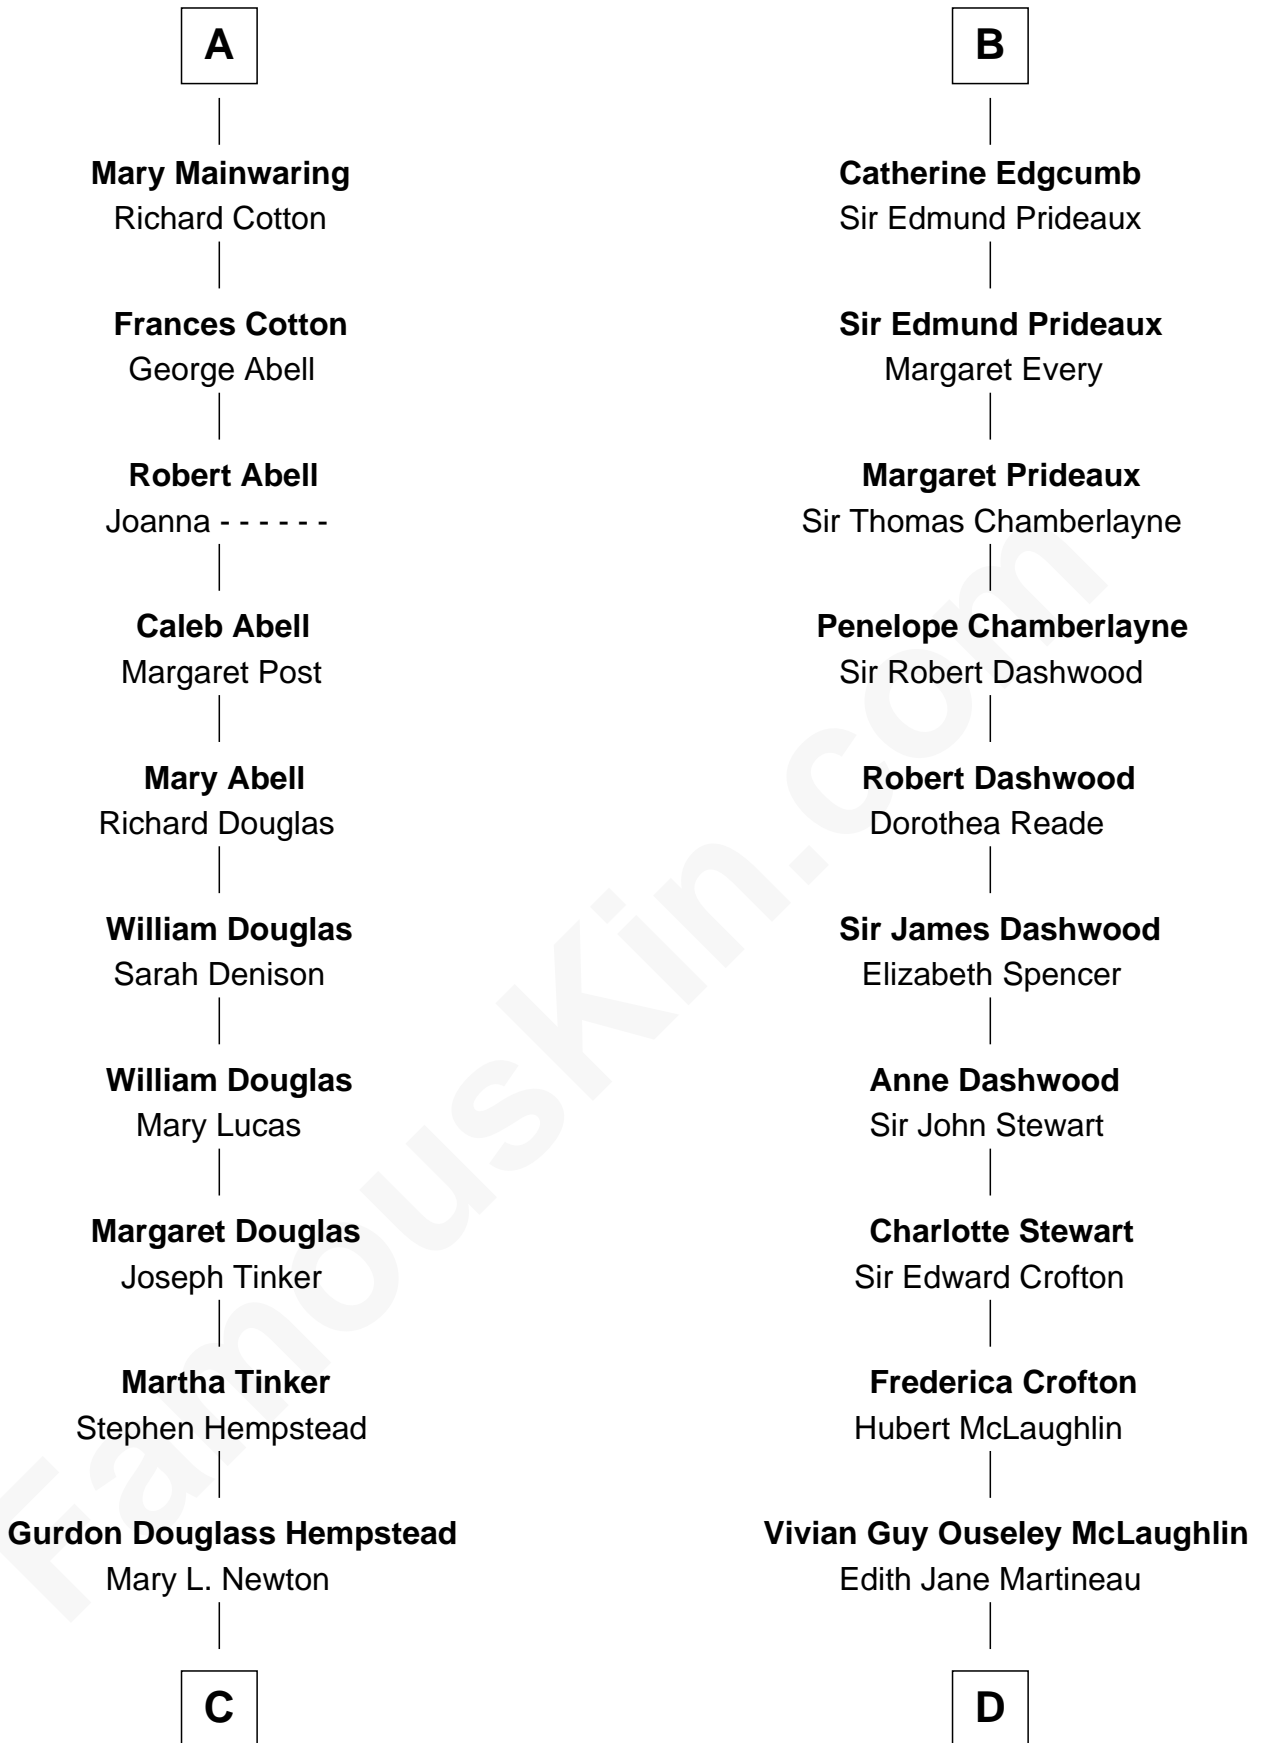 A
Mary Mainwaring
Richard Cotton
Frances Cotton
George Abell
Robert Abell
Joanna - - - - - -
Caleb Abell
Margaret Post
Mary Abell
Richard Douglas
William Douglas
Sarah Denison
William Douglas
Mary Lucas
Margaret Douglas
Joseph Tinker
Martha Tinker
Stephen Hempstead
Gurdon Douglass Hempstead
Mary L. Newton
C
B
Catherine Edgcumb
Sir Edmund Prideaux
Sir Edmund Prideaux
Margaret Every
Margaret Prideaux
Sir Thomas Chamberlayne
Penelope Chamberlayne
Sir Robert Dashwood
Robert Dashwood
Dorothea Reade
Sir James Dashwood
Elizabeth Spencer
Anne Dashwood
Sir John Stewart
Charlotte Stewart
Sir Edward Crofton
Frederica Crofton
Hubert McLaughlin
Vivian Guy Ouseley McLaughlin
Edith Jane Martineau
D
FamousKin.com